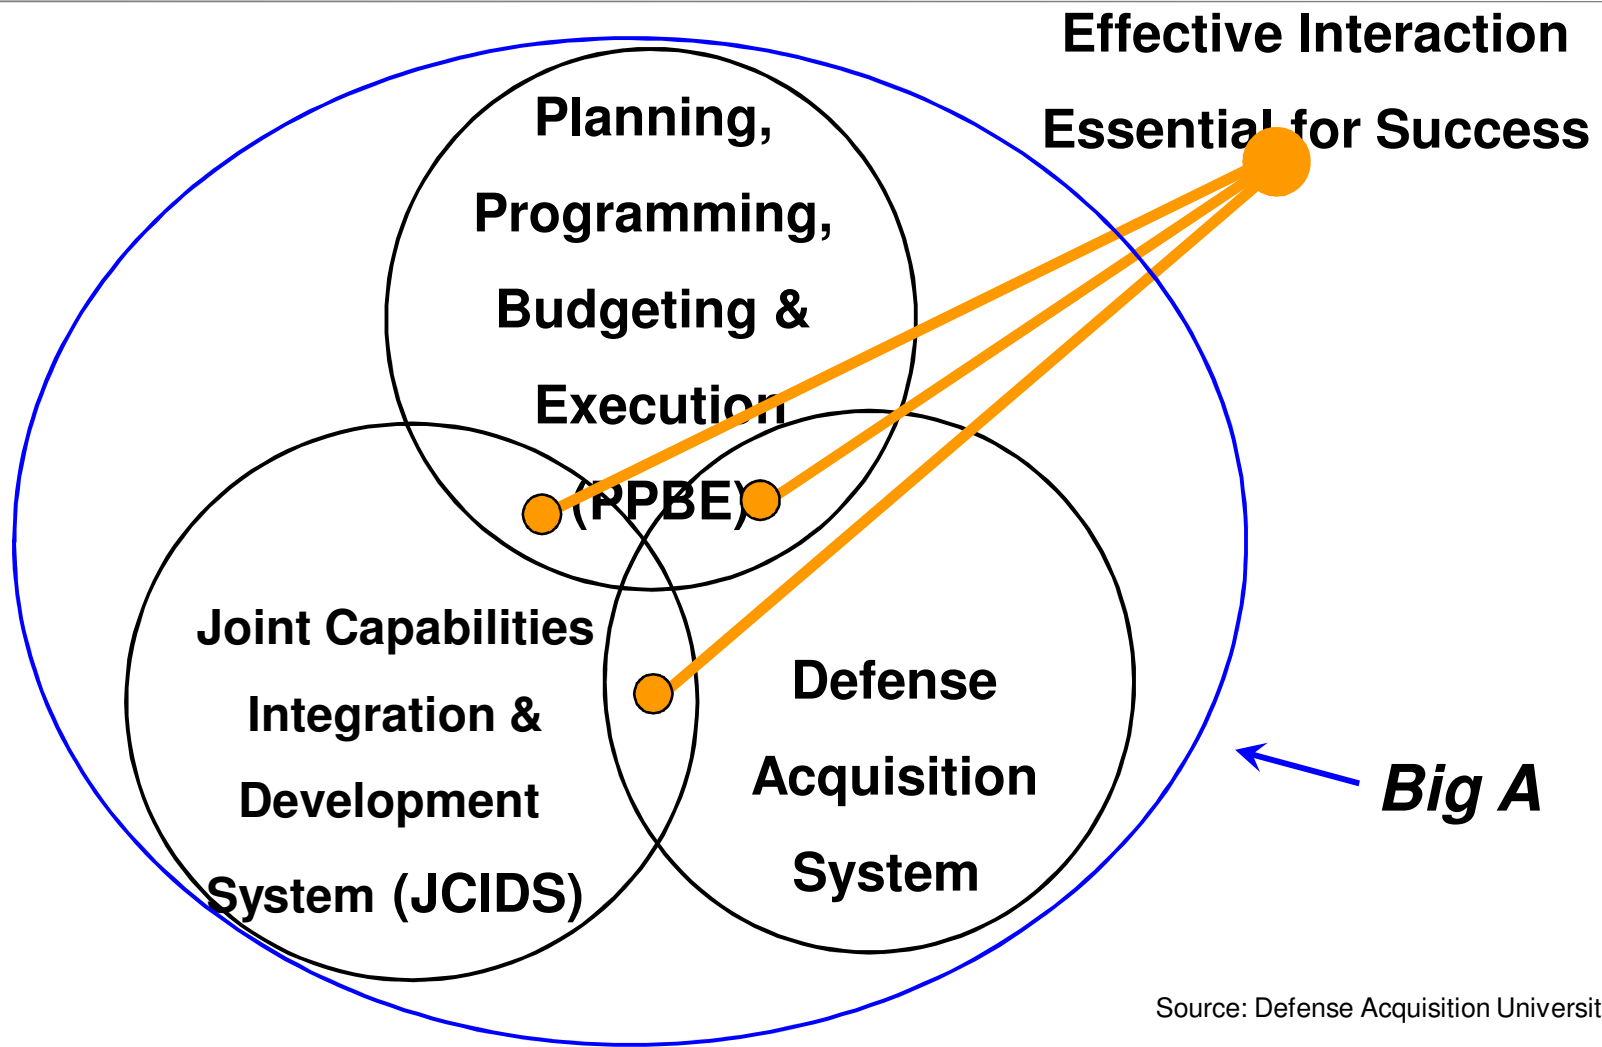 Effective Interaction
Essential for Success
Planning,
Programming,
Budgeting &
Execution
(PPBE)
Joint Capabilities
Integration &
Development
System (JCIDS)
Defense
Acquisition
System
Big A
Source: Defense Acquisition Universit